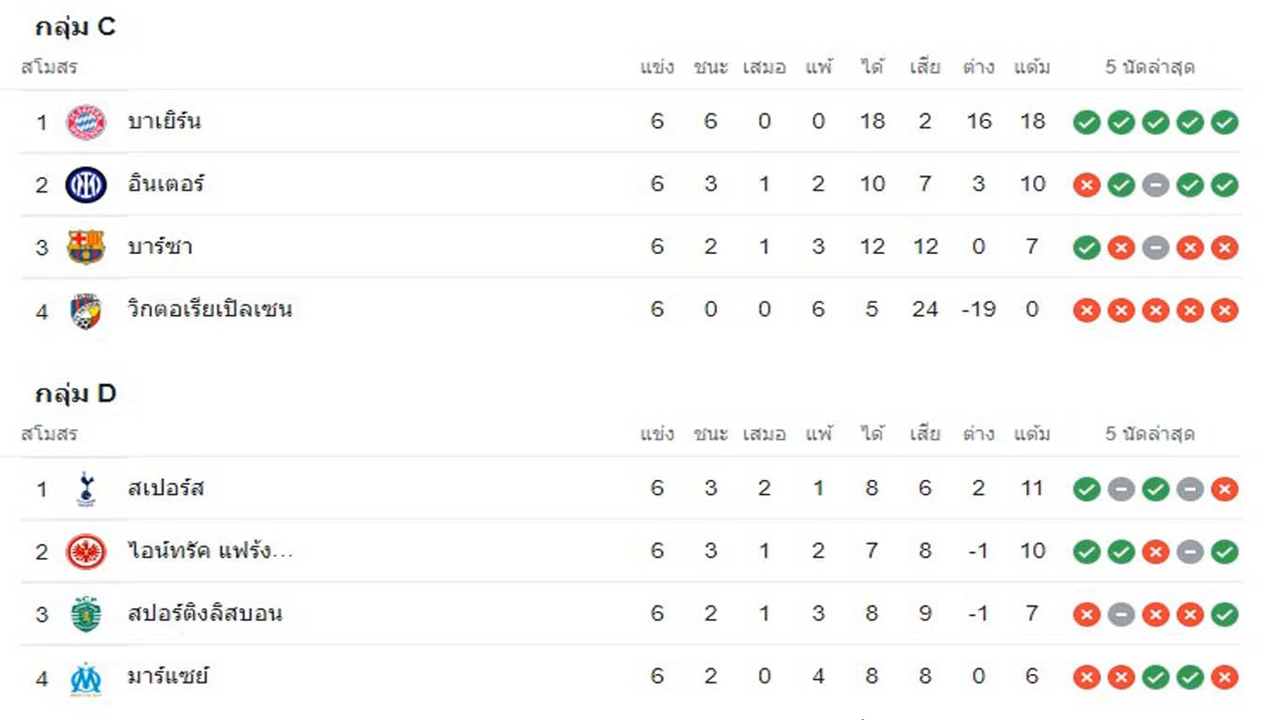 กลุ่ม C
สโมสร แข่ง ชนะ เสมอ แพ้ ได้ เสีย ต่าง แต้ม 5 นัดล่าสุด
1 บาเยิร์น 6 6 0 0 18 2 16 18
2 อินเตอร์ 6 3 1 2 10 7 3 10
3 บาร์ซา 6 2 1 3 12 12 0 7
4 วิกตอเรียเปิลเซน 6 0 0 6 5 24 -19 0
กลุ่ม D
สโมสร แข่ง ชนะ เสมอ แพ้ ได้ เสีย ต่าง แต้ม 5 นัดล่าสุด
1 สเปอร์ส 6 3 2 1 8 6 2 11
2 ไอน์ทรัค แฟร้ง... 6 3 1 2 7 8 -1 10
3 สปอร์ติงลิสบอน 6 2 1 3 8 9 -1 7
4 มาร์แซย์ 6 2 0 4 8 8 0 6